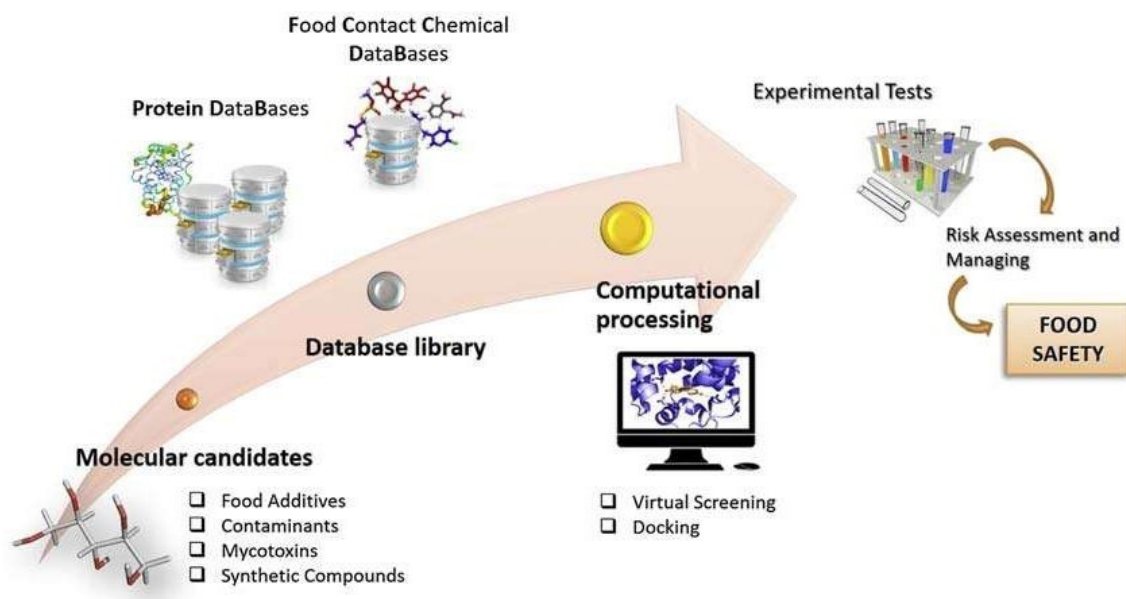 Food Contact Chemical
DataBases
Protein DataBases
Experimental Tests
Risk Assessment and
Managing
FOOD
SAFETY
Computational
processing
Database library
Molecular candidates
❑ Food Additives
❑ Contaminants
❑ Mycotoxins
❑ Synthetic Compounds
❑ Virtual Screening
❑ Docking